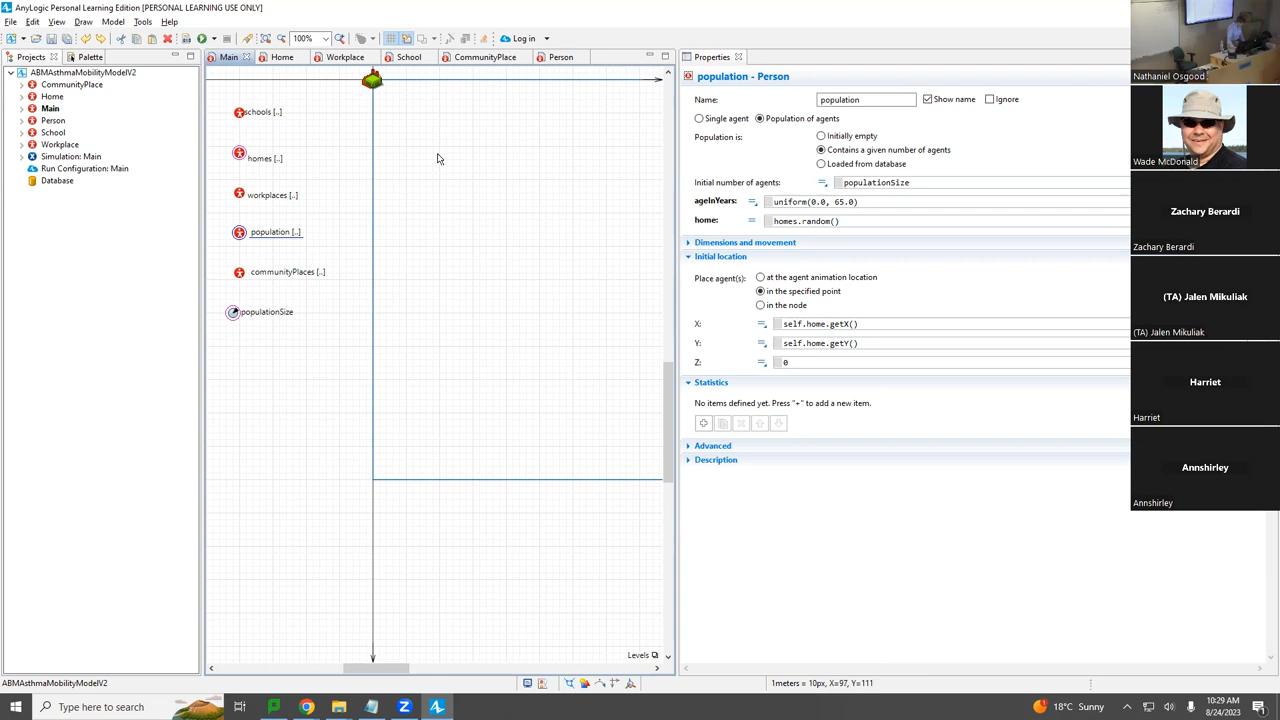 AnyLogic Personal Learning Edition [PERSONAL LEARNING USE ONLY]
File Edit View Draw Model Tools Help
100%
Log in
Projects
Palette
Main
Home
Workplace
School
CommunityPlace
Person
Properties
ABMAsthmaMobilityModelV2
CommunityPlace
Home
Main
Person
School
Workplace
Simulation: Main
Run Configuration: Main
Database
schools [..]
homes [..]
workplaces [..]
population [..]
communityPlaces [..]
populationSize
Levels
population - Person
Name:
population
Show name
Ignore
Single agent
Population of agents
Population is:
Initially empty
Contains a given number of agents
Loaded from database
Initial number of agents:
populationSize
ageInYears:
uniform(0.0, 65.0)
home:
homes.random()
Dimensions and movement
Initial location
Place agent(s):
at the agent animation location
in the specified point
in the node
X:
self.home.getX()
Y:
self.home.getY()
Z:
0
Statistics
No items defined yet. Press "+" to add a new item.
Advanced
Description
Nathaniel Osgood
Wade McDonald
Zachary Berardi
Zachary Berardi
(TA) Jalen Mikuliak
(TA) Jalen Mikuliak
Harriet
Harriet
Annshirley
Annshirley
ABMAsthmaMobilityModelV2
1meters = 10px, X=97, Y=111
Type here to search
18°C Sunny
10:29 AM
8/24/2023